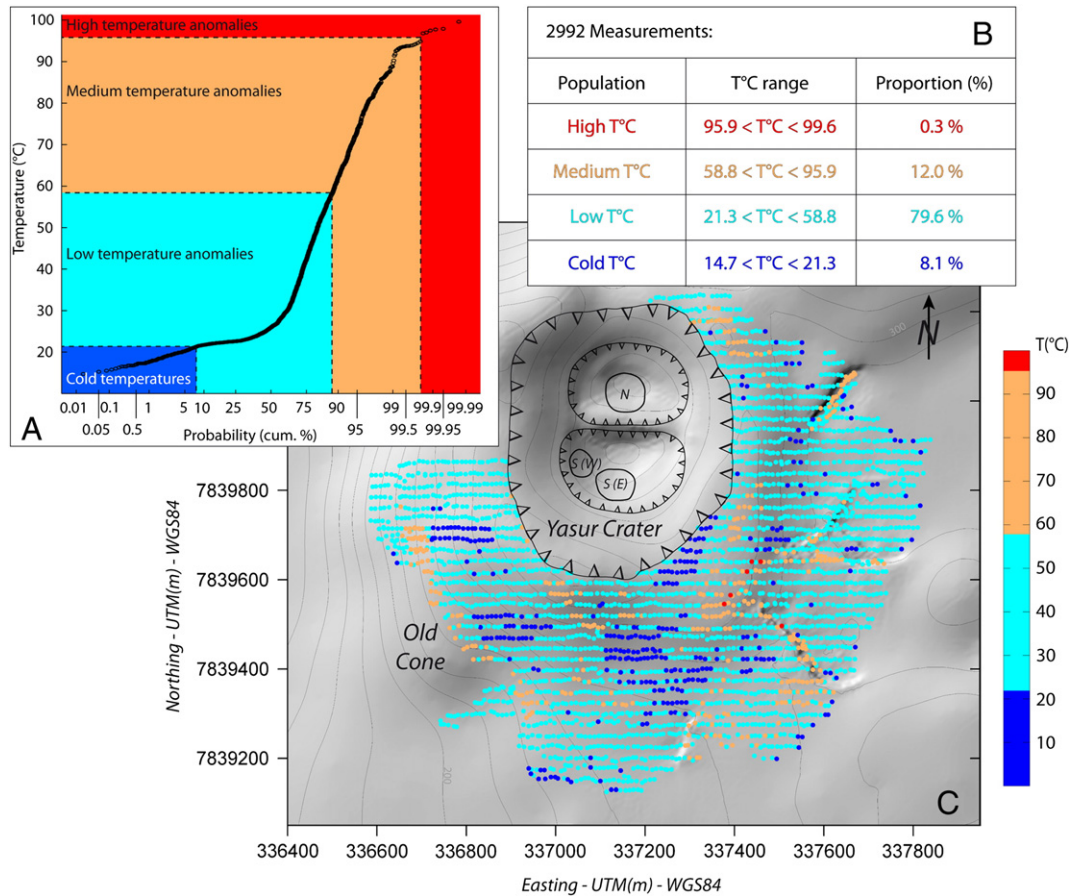 100
90
80
70
60
50
40
30
20
Temperature (°C)
High temperature anomalies
Medium temperature anomalies
Low temperature anomalies
Cold temperatures
0.01 0.1 1 5 10 25 50 75 90 99 99.9 99.99
0.05 0.5 95 99.5 99.95
Probability (cum. %)
A
2992 Measurements:
B
Population T°C range Proportion (%)
High T°C 95.9 < T°C < 99.6 0.3 %
Medium T°C 58.8 < T°C < 95.9 12.0 %
Low T°C 21.3 < T°C < 58.8 79.6 %
Cold T°C 14.7 < T°C < 21.3 8.1 %
300
N
T(°C)
90
80
70
60
50
40
30
20
10
N
S (W)
S (E)
Yasur Crater
Old
Cone
200
C
7839800
7839600
7839400
7839200
Northing - UTM(m) - WGS84
336400 336600 336800 337000 337200 337400 337600 337800
Easting - UTM(m) - WGS84